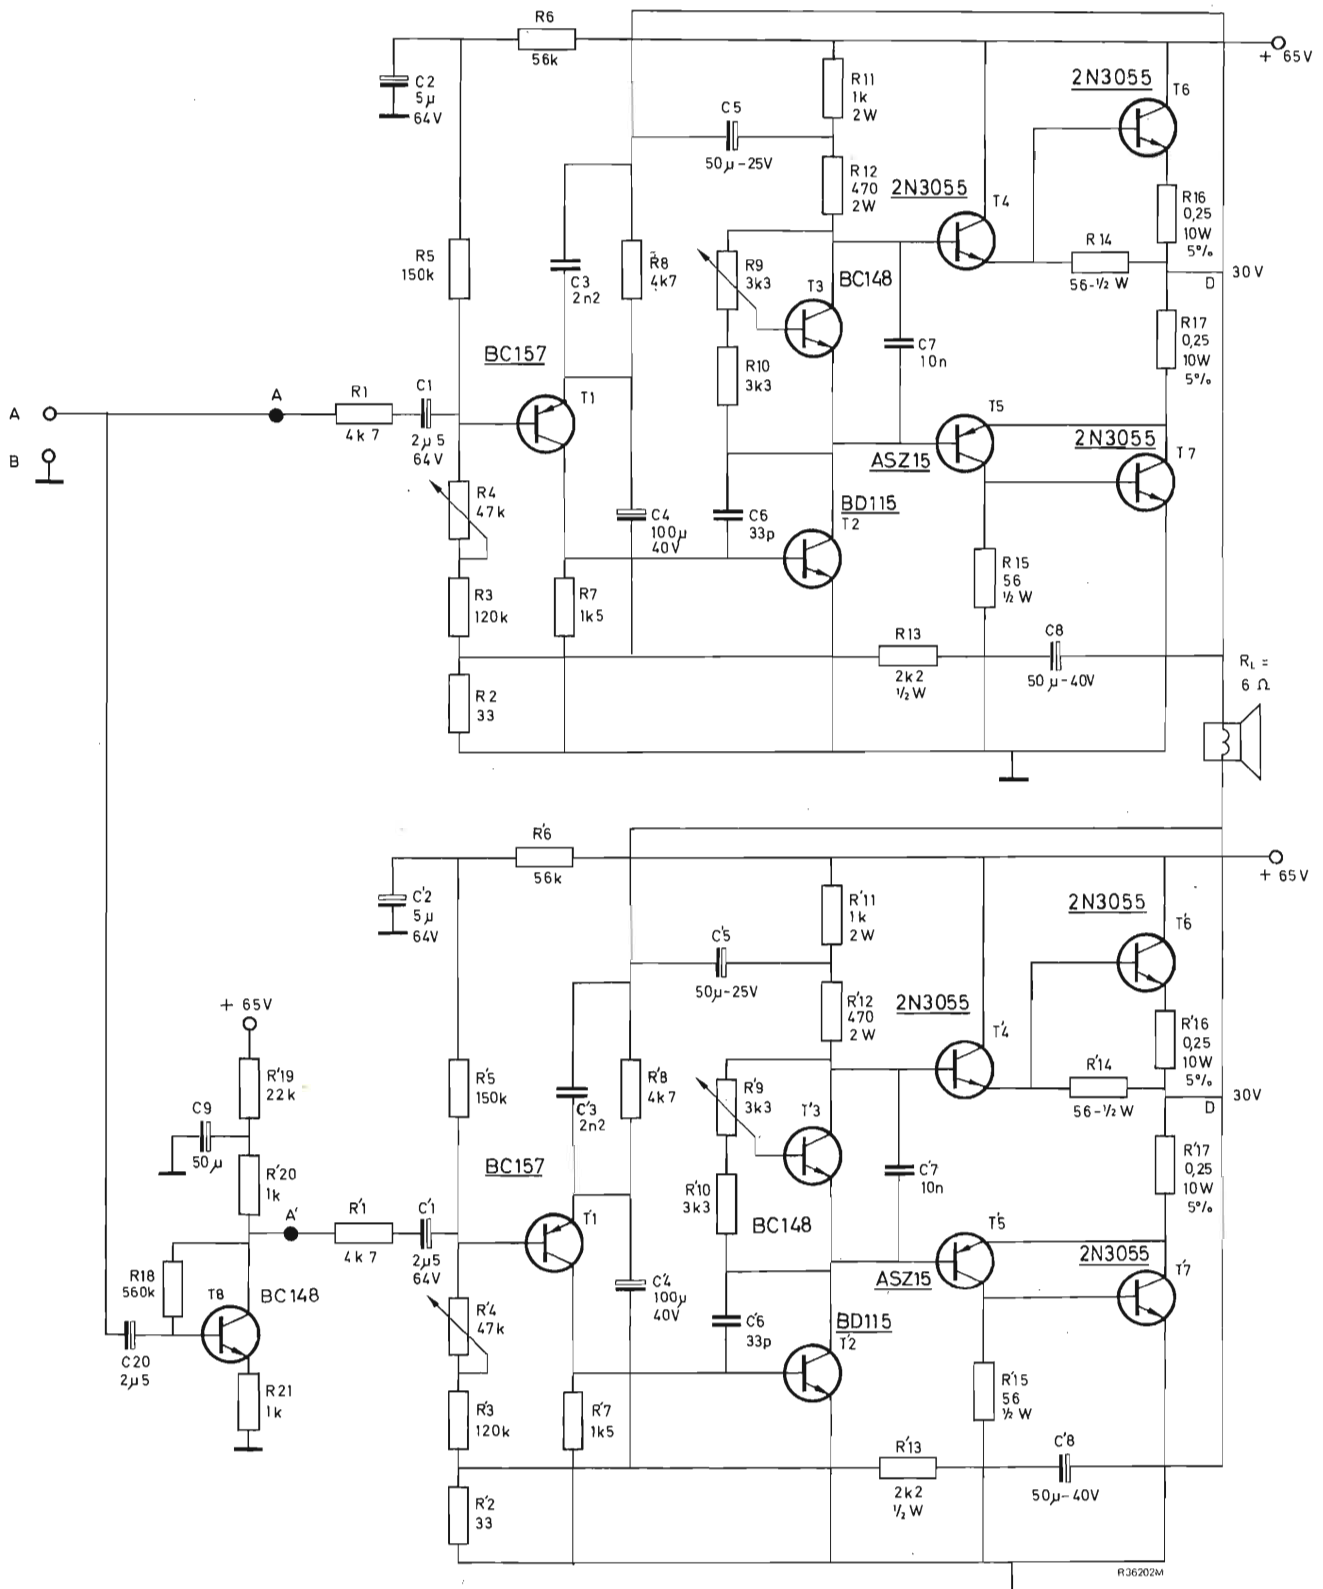 R6
56k
+ 65V
C2
5µ
64V
R11
1k
2W
2N3055
T6
C5
50µ-25V
R12
470
2W
2N3055
T4
R16
0,25
10W
5%
R5
150k
C3
2n2
R8
4k7
R9
3k3
T3
BC148
R14
56-½ W
D
30V
R17
0,25
10W
5%
BC157
R10
3k3
C7
10n
A
A
R1
4k7
C1
2µ5
64V
T1
T5
2N3055
T7
B
ASZ15
R4
47k
C4
100µ
40V
C6
33p
BD115
T2
R15
56
½ W
R3
120k
R7
1k5
R13
2k2
½ W
C8
50µ-40V
RL =
6 Ω
R2
33
R'6
56k
+ 65V
C'2
5µ
64V
R'11
1k
2W
2N3055
T'6
C'5
50µ-25V
R'12
470
2W
2N3055
T'4
+ 65V
R'16
0,25
10W
5%
R'19
22k
R'5
150k
C'3
2n2
R'8
4k7
R'9
3k3
T'3
R'14
56-½ W
D
30V
C9
50µ
R'17
0,25
10W
5%
R'20
1k
BC157
R'10
3k3
BC148
C'7
10n
A'
R'1
4k7
C'1
2µ5
64V
T'1
T'5
2N3055
T'7
R18
560k
T8
BC148
ASZ15
C'4
100µ
40V
R'4
47k
C'6
33p
BD115
T'2
C20
2µ5
R21
1k
R'3
120k
R'7
1k5
R'15
56
½ W
R'13
2k2
½ W
C'8
50µ-40V
R'2
33
R36202M